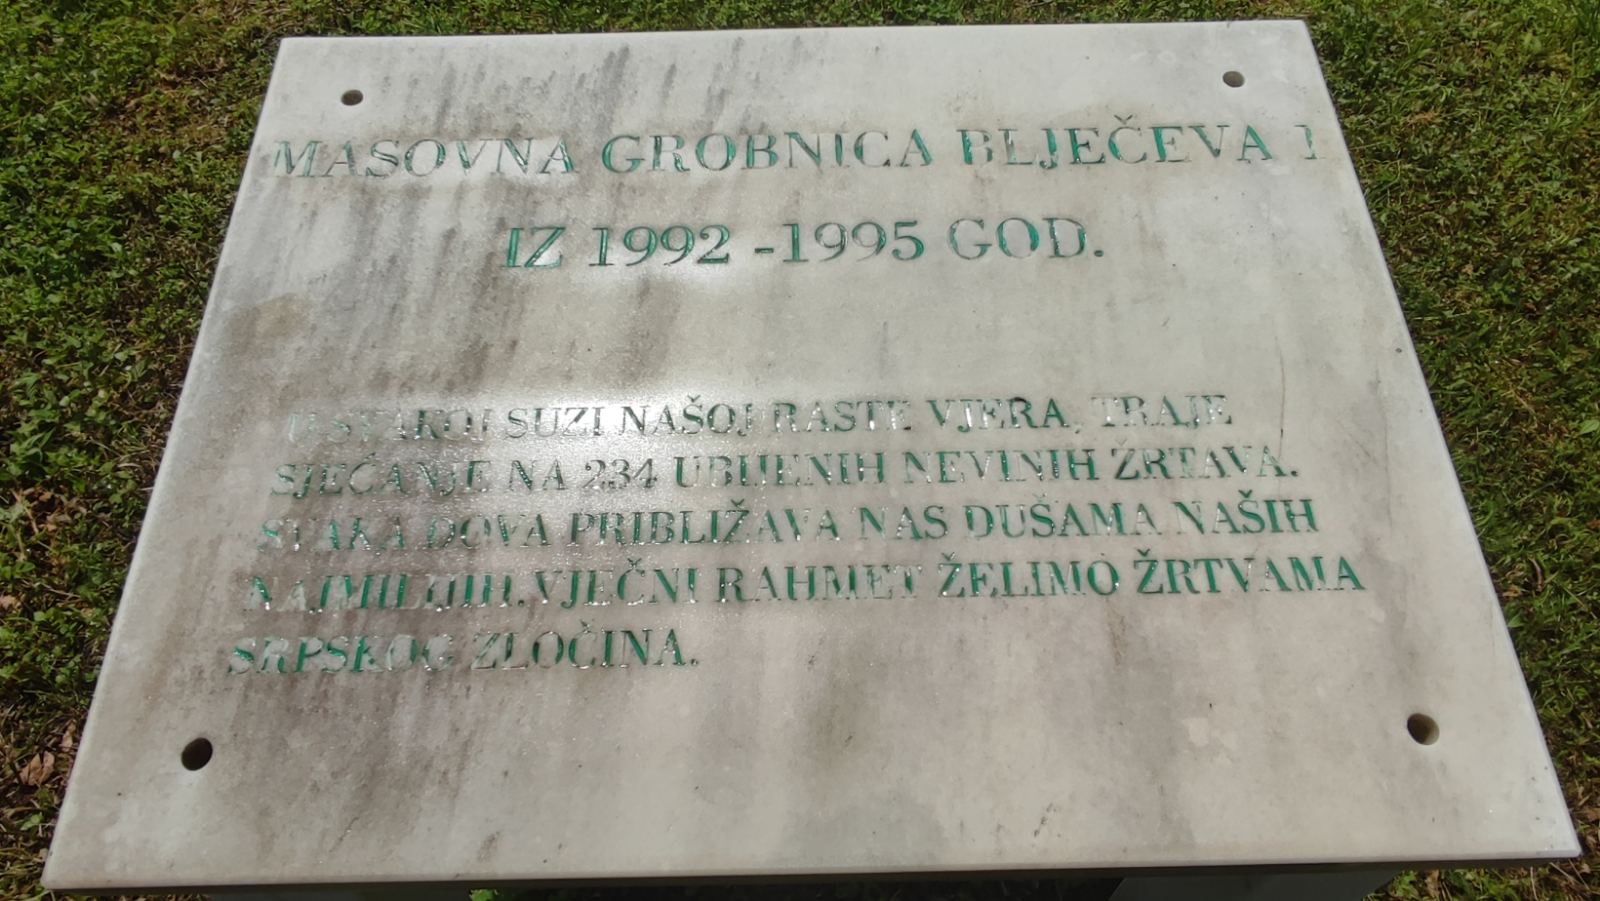 MASOVNA GROBNICA BLJEČEVA 1
IZ 1992 -1995 GOD.
U SVAKOJ SUZI NAŠOJ RASTE VJERA, TRAJE
SJEĆANJE NA 234 UBIJENIH NEVINIH ŽRTAVA.
SVAKA DOVA PRIBLIŽAVA NAS DUŠAMA NAŠIH
NAJMILIJIH. VJEČNI RAHMET ŽELIMO ŽRTVAMA
SRPSKOG ZLOČINA.